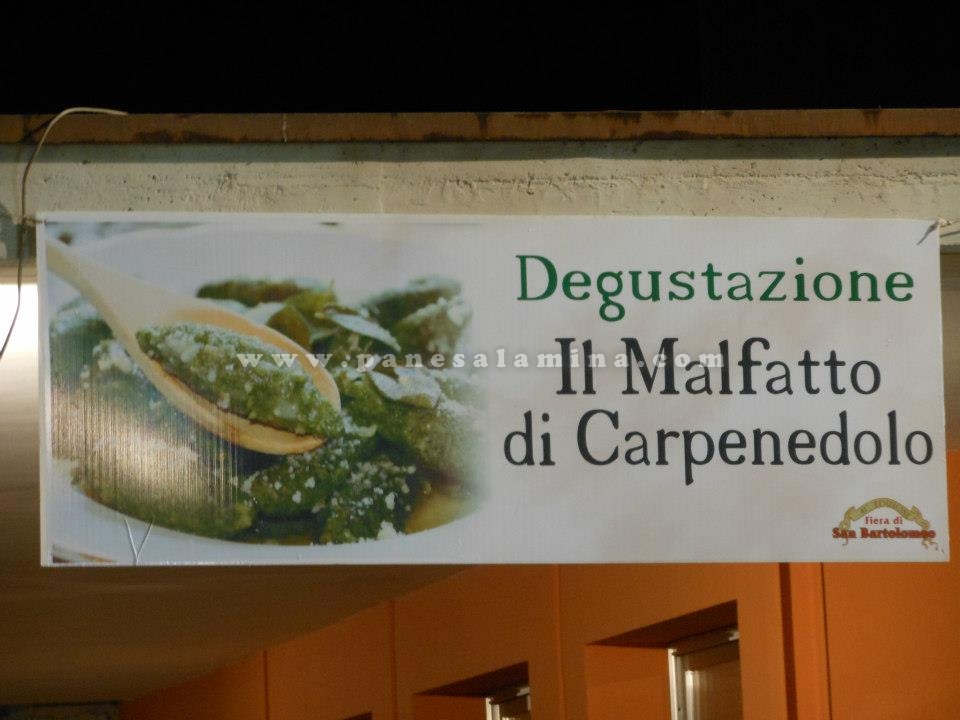 Degustazione
www.panesalamina.com
Il Malfatto
di Carpenedolo
Fiera di
San Bartolomeo